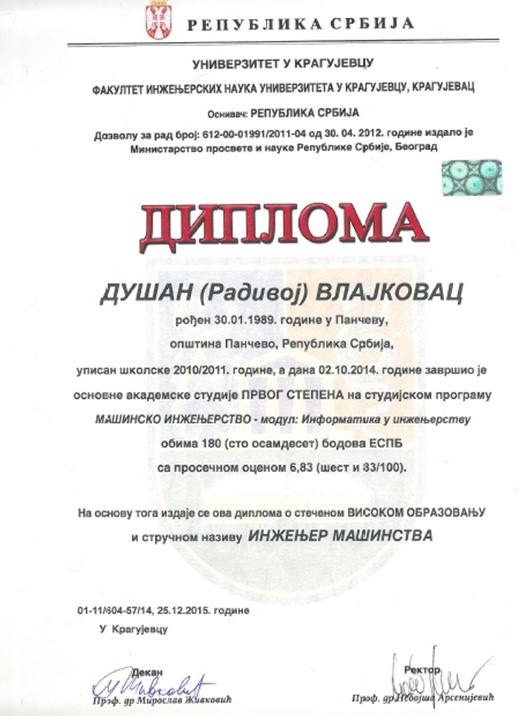 РЕПУБЛИКА СРБИЈА
УНИВЕРЗИТЕТ У КРАГУЈЕВЦУ
ФАКУЛТЕТ ИНЖЕЊЕРСКИХ НАУКА УНИВЕРЗИТЕТА У КРАГУЈЕВЦУ, КРАГУЈЕВАЦ
Оснивач: РЕПУБЛИКА СРБИЈА
Дозволу за рад број: 612-00-01991/2011-04 од 30. 04. 2012. године издало је
Министарство просвете и науке Републике Србије, Београд
ДИПЛОМА
ДУШАН (Радивој) ВЛАЈКОВАЦ
рођен 30.01.1989. године у Панчеву,
општина Панчево, Република Србија,
уписан школске 2010/2011. године, а дана 02.10.2014. године завршио је
основне академске студије ПРВОГ СТЕПЕНА на студијском програму
МАШИНСКО ИНЖЕЊЕРСТВО - модул: Информатика у инжењерству
обима 180 (сто осамдесет) бодова ЕСПБ
са просечном оценом 6,83 (шест и 83/100).
На основу тога издаје се ова диплома о стеченом ВИСОКОМ ОБРАЗОВАЊУ
и стручном називу ИНЖЕЊЕР МАШИНСТВА
01-11/604-57/14, 25.12.2015. године
У Крагујевцу
Декан
Ректор
Проф. др Мирослав Живковић
Проф. др Небојша Арсенијевић